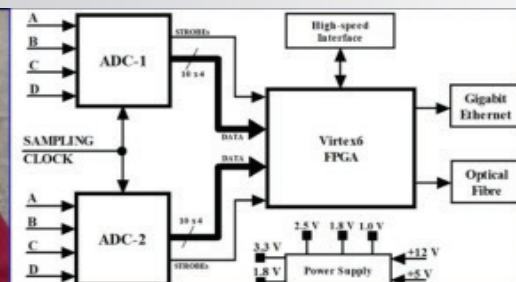 A
B
C
D
ADC-1
STROBEs
10 x 4
DATA
SAMPLING
CLOCK
High-speed
Interface
Virtex6
FPGA
Gigabit
Ethernet
Optical
Fibre
A
B
C
D
ADC-2
DATA
10 x 4
STROBEs
2.5 V
1.8 V
1.0 V
3.3 V
1.8 V
Power Supply
+12 V
+5 V